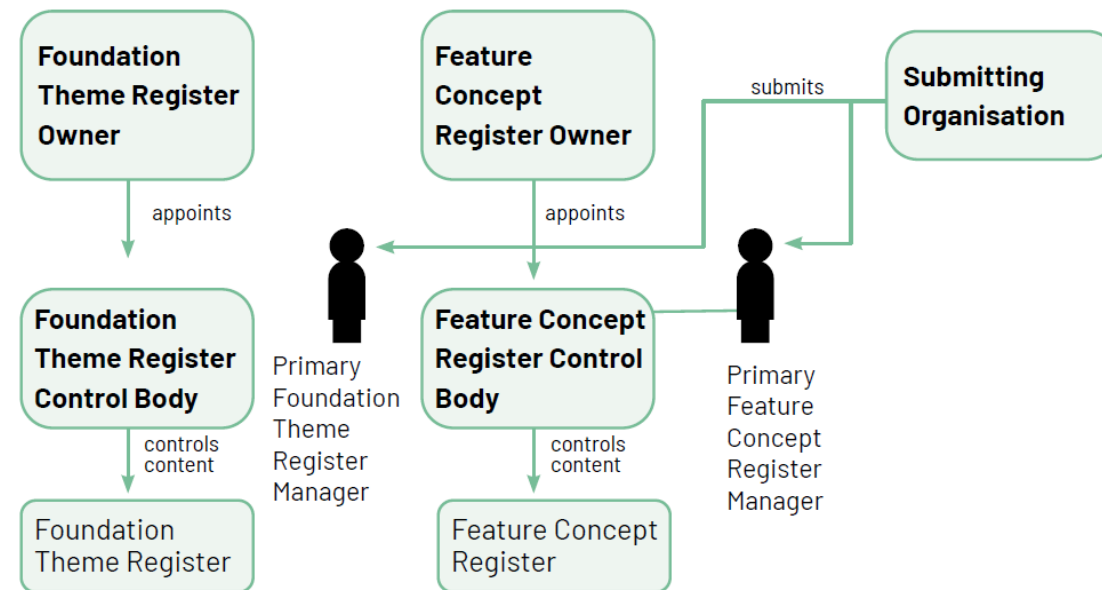 Foundation
Theme Register
Owner
Feature
Concept
Register Owner
submits
Submitting
Organisation
appoints
appoints
Foundation
Theme Register
Control Body
Primary
Foundation
Theme
Register
Manager
Feature Concept
Register Control
Body
Primary
Feature
Concept
Register
Manager
controls
content
controls
content
Foundation
Theme Register
Feature Concept
Register